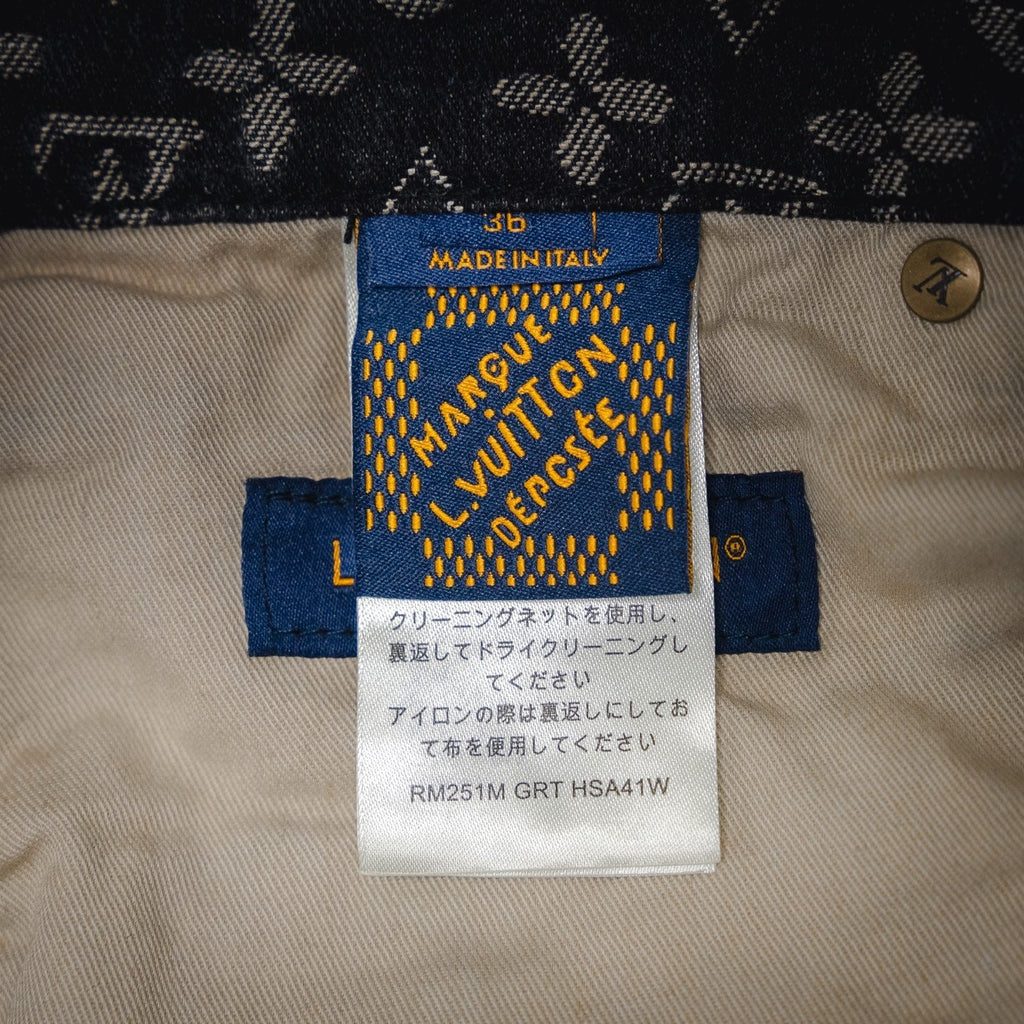 36
MADE IN ITALY
MARQUE
L.VUITTON
DÉPOSÉE
L
®
クリーニングネットを使用し、
裏返してドライクリーニングし
てください
アイロンの際は裏返しにしてお
て布を使用してください
RM251M GRT HSA41W
LV